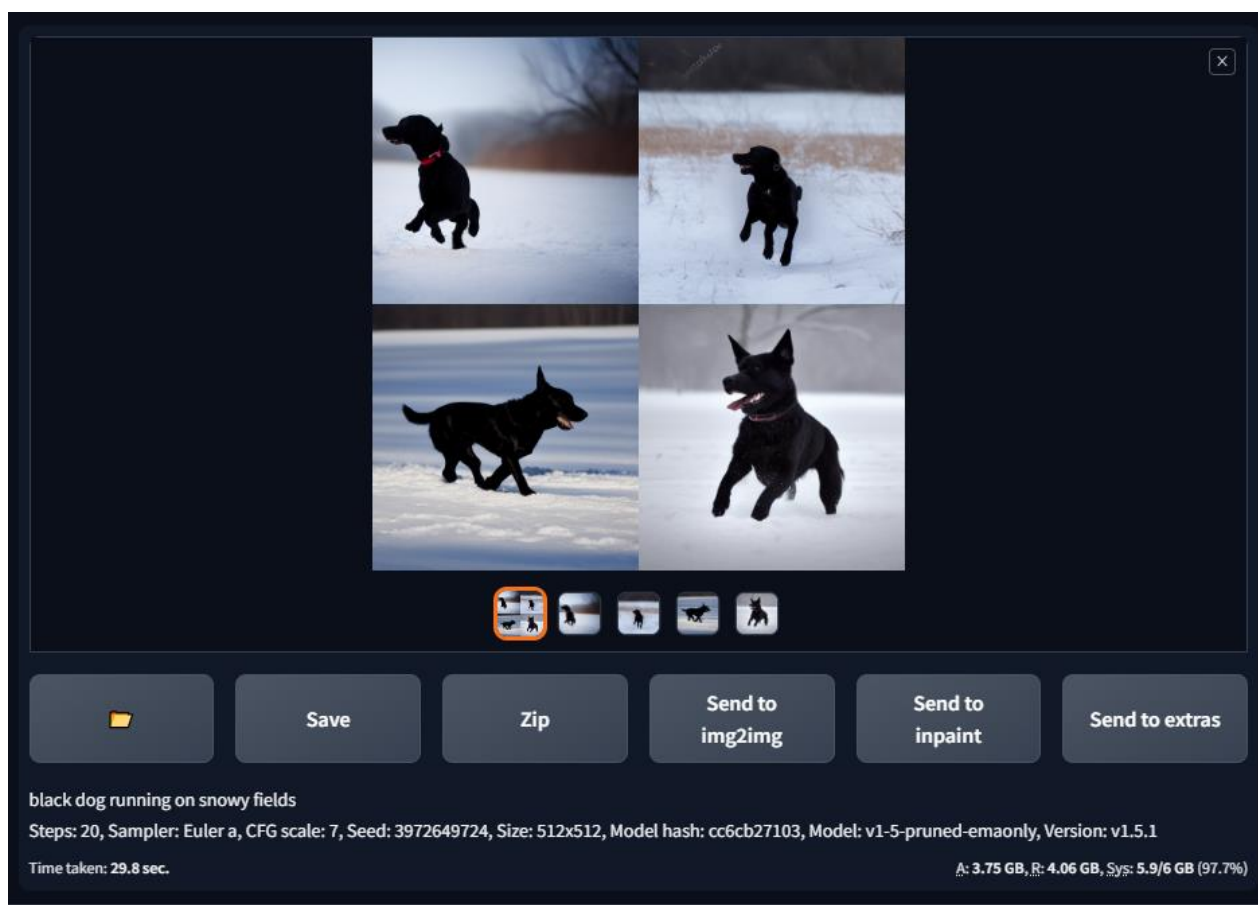 Save
Zip
Send to
img2img
Send to
inpaint
Send to extras
black dog running on snowy fields
Steps: 20, Sampler: Euler a, CFG scale: 7, Seed: 3972649724, Size: 512x512, Model hash: cc6cb27103, Model: v1-5-pruned-emaonly, Version: v1.5.1
Time taken: 29.8 sec.
A: 3.75 GB, R: 4.06 GB, Sys: 5.9/6 GB (97.7%)